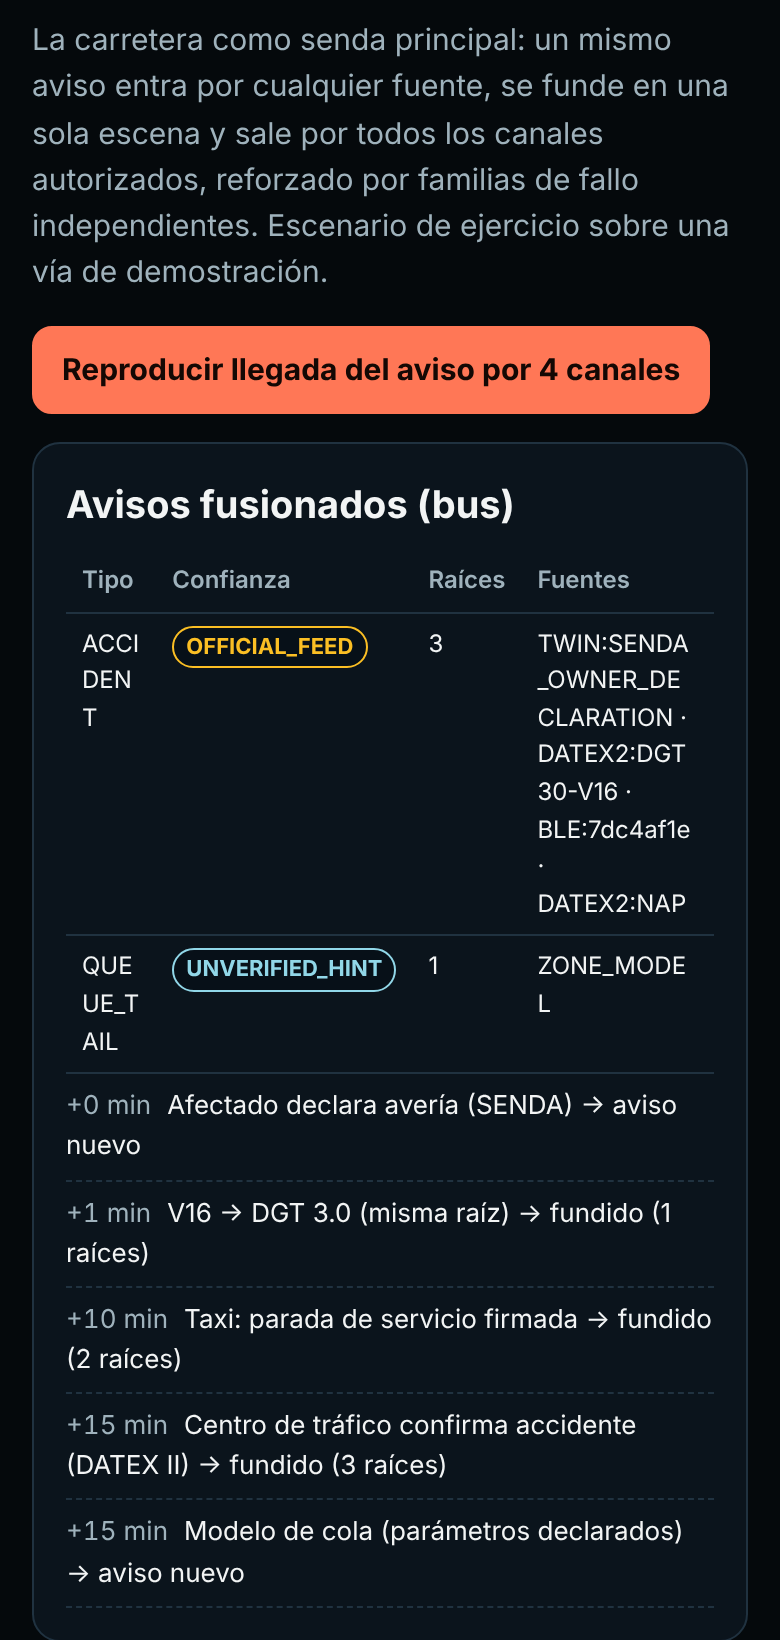 La carretera como senda principal: un mismo
aviso entra por cualquier fuente, se funde en una
sola escena y sale por todos los canales
autorizados, reforzado por familias de fallo
independientes. Escenario de ejercicio sobre una
vía de demostración.
Reproducir llegada del aviso por 4 canales
Avisos fusionados (bus)
Tipo Confianza Raíces Fuentes
ACCI OFFICIAL_FEED 3 TWIN:SENDA
DEN _OWNER_DE
T CLARATION ·
DATEX2:DGT
30-V16 ·
BLE:7dc4af1e
·
DATEX2:NAP
QUE UNVERIFIED_HINT 1 ZONE_MODE
UE_T L
AIL
+0 min Afectado declara avería (SENDA) → aviso
nuevo
+1 min V16 → DGT 3.0 (misma raíz) → fundido (1
raíces)
+10 min Taxi: parada de servicio firmada → fundido
(2 raíces)
+15 min Centro de tráfico confirma accidente
(DATEX II) → fundido (3 raíces)
+15 min Modelo de cola (parámetros declarados)
→ aviso nuevo